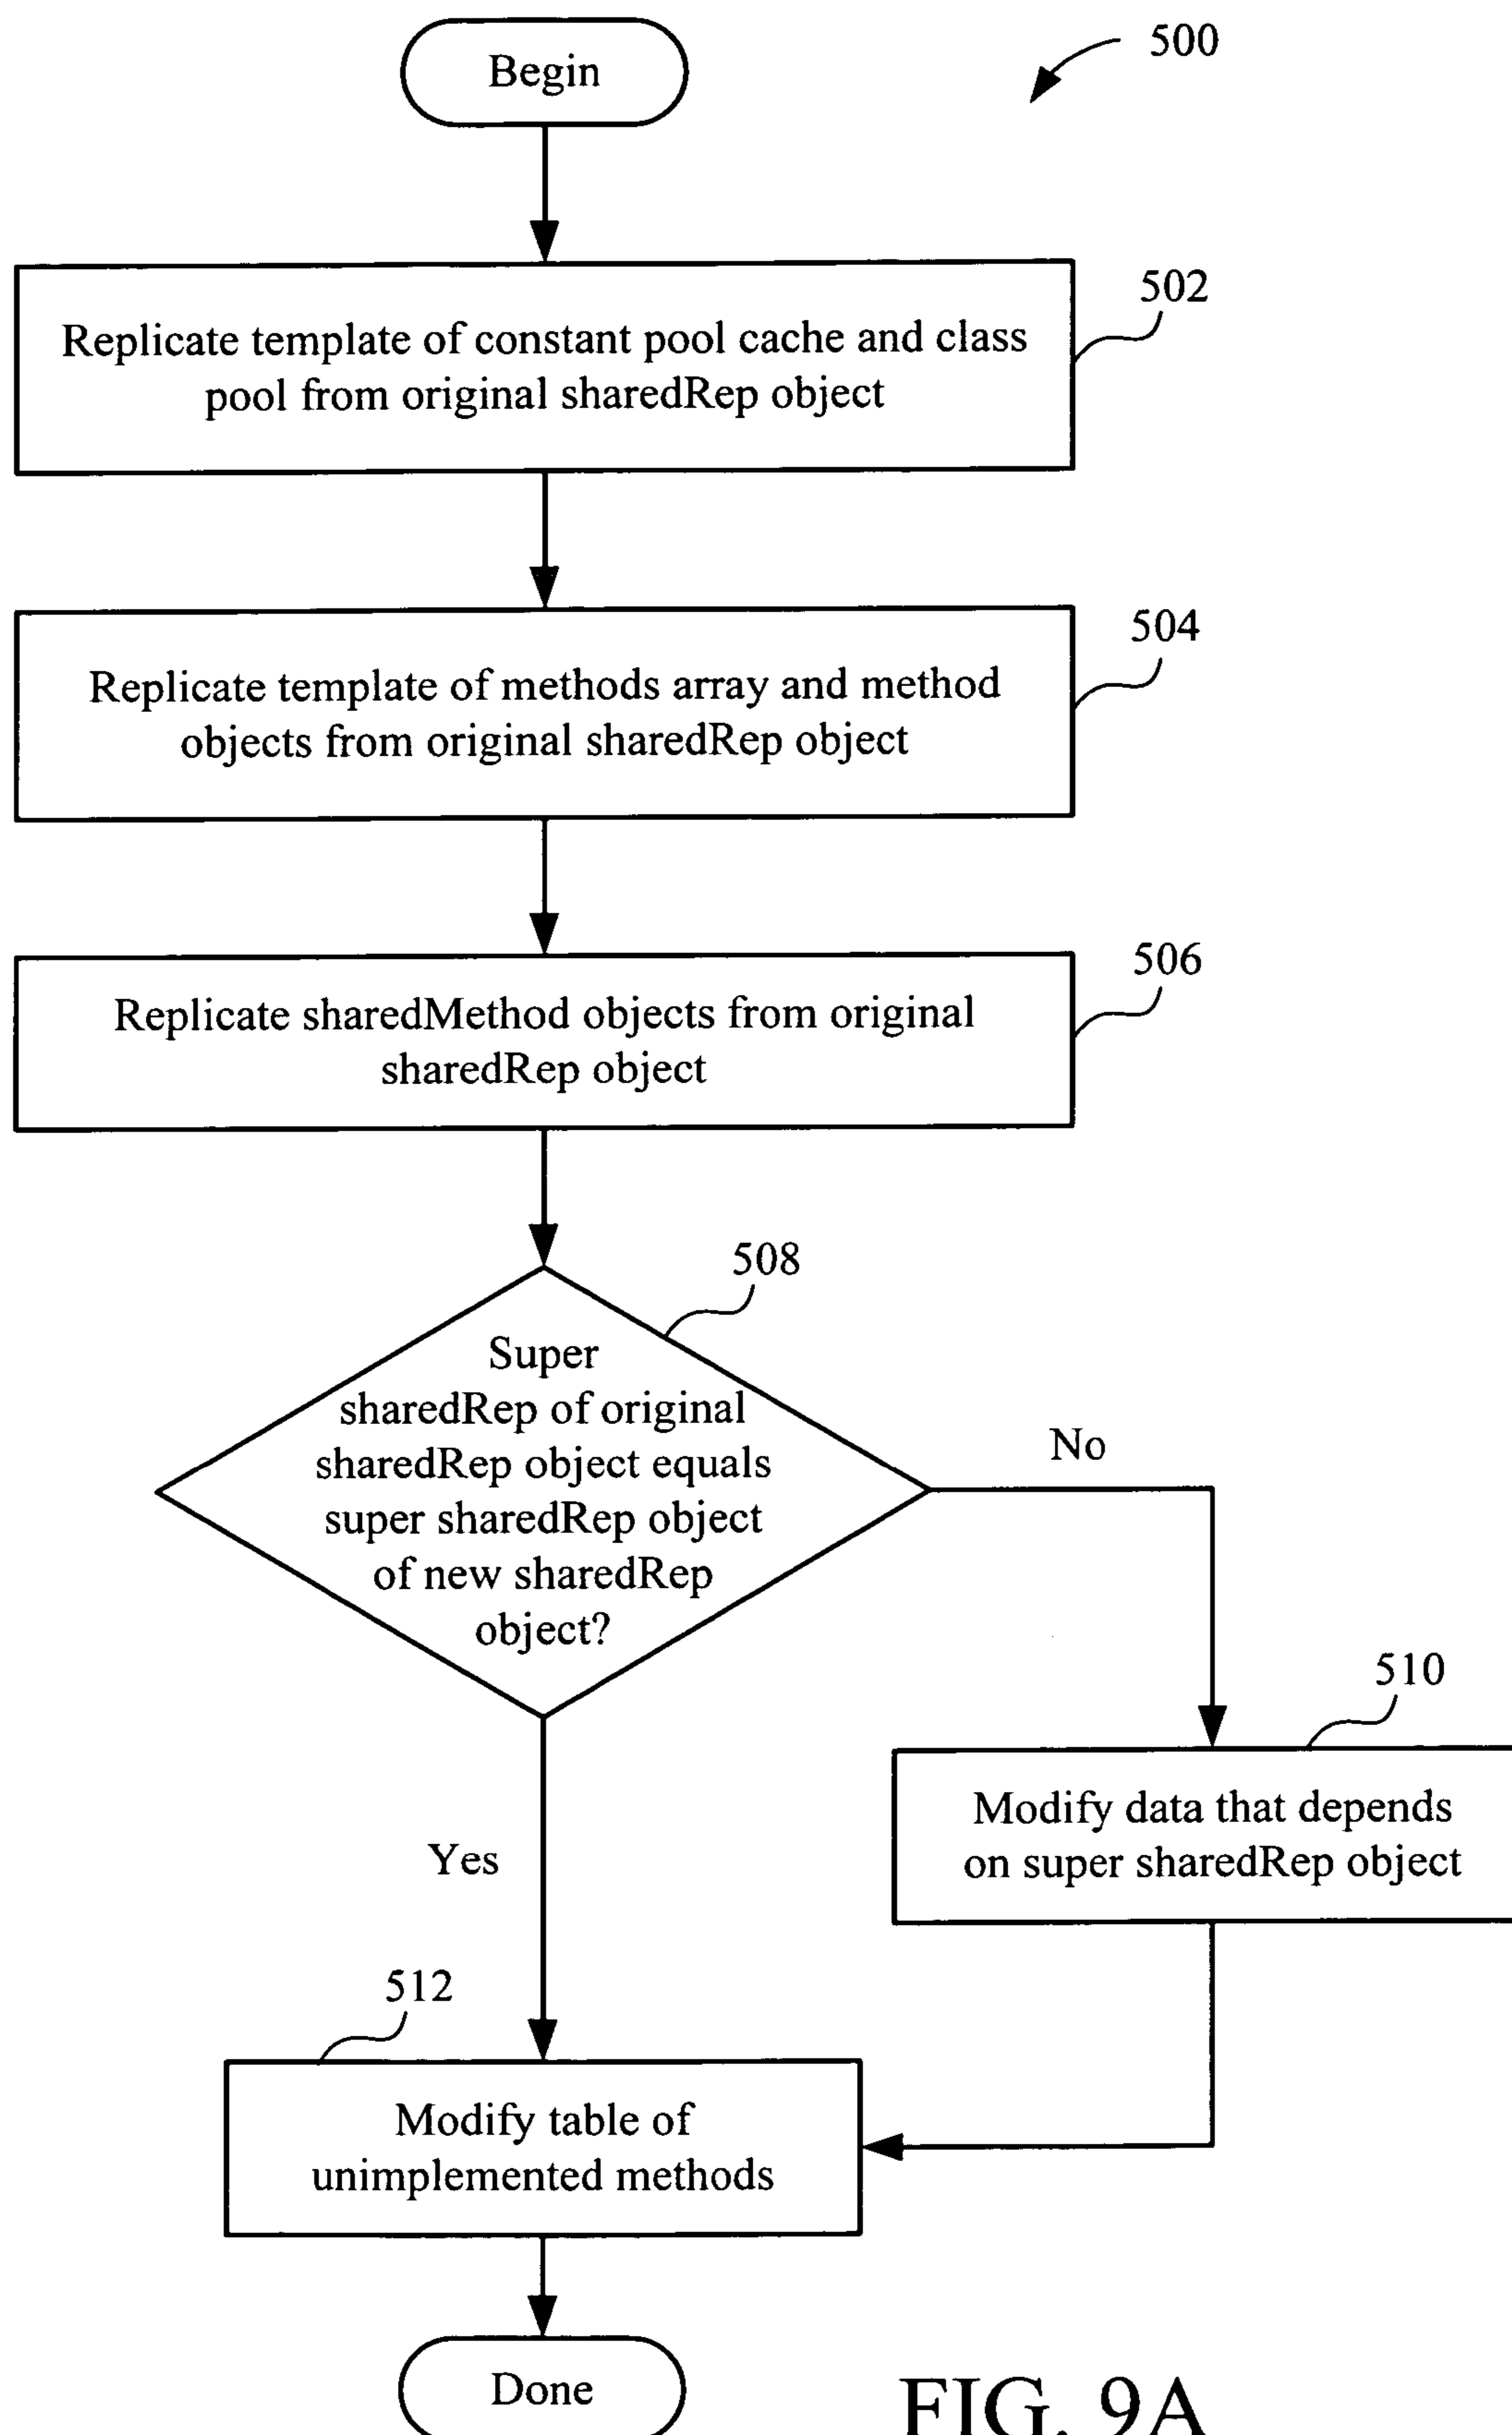 Begin
500
Replicate template of constant pool cache and class
pool from original sharedRep object
502
Replicate template of methods array and method
objects from original sharedRep object
504
Replicate sharedMethod objects from original
sharedRep object
506
508
Super
sharedRep of original
sharedRep object equals
super sharedRep object
of new sharedRep
object?
No
Yes
510
Modify data that depends
on super sharedRep object
512
Modify table of
unimplemented methods
Done
FIG. 9A